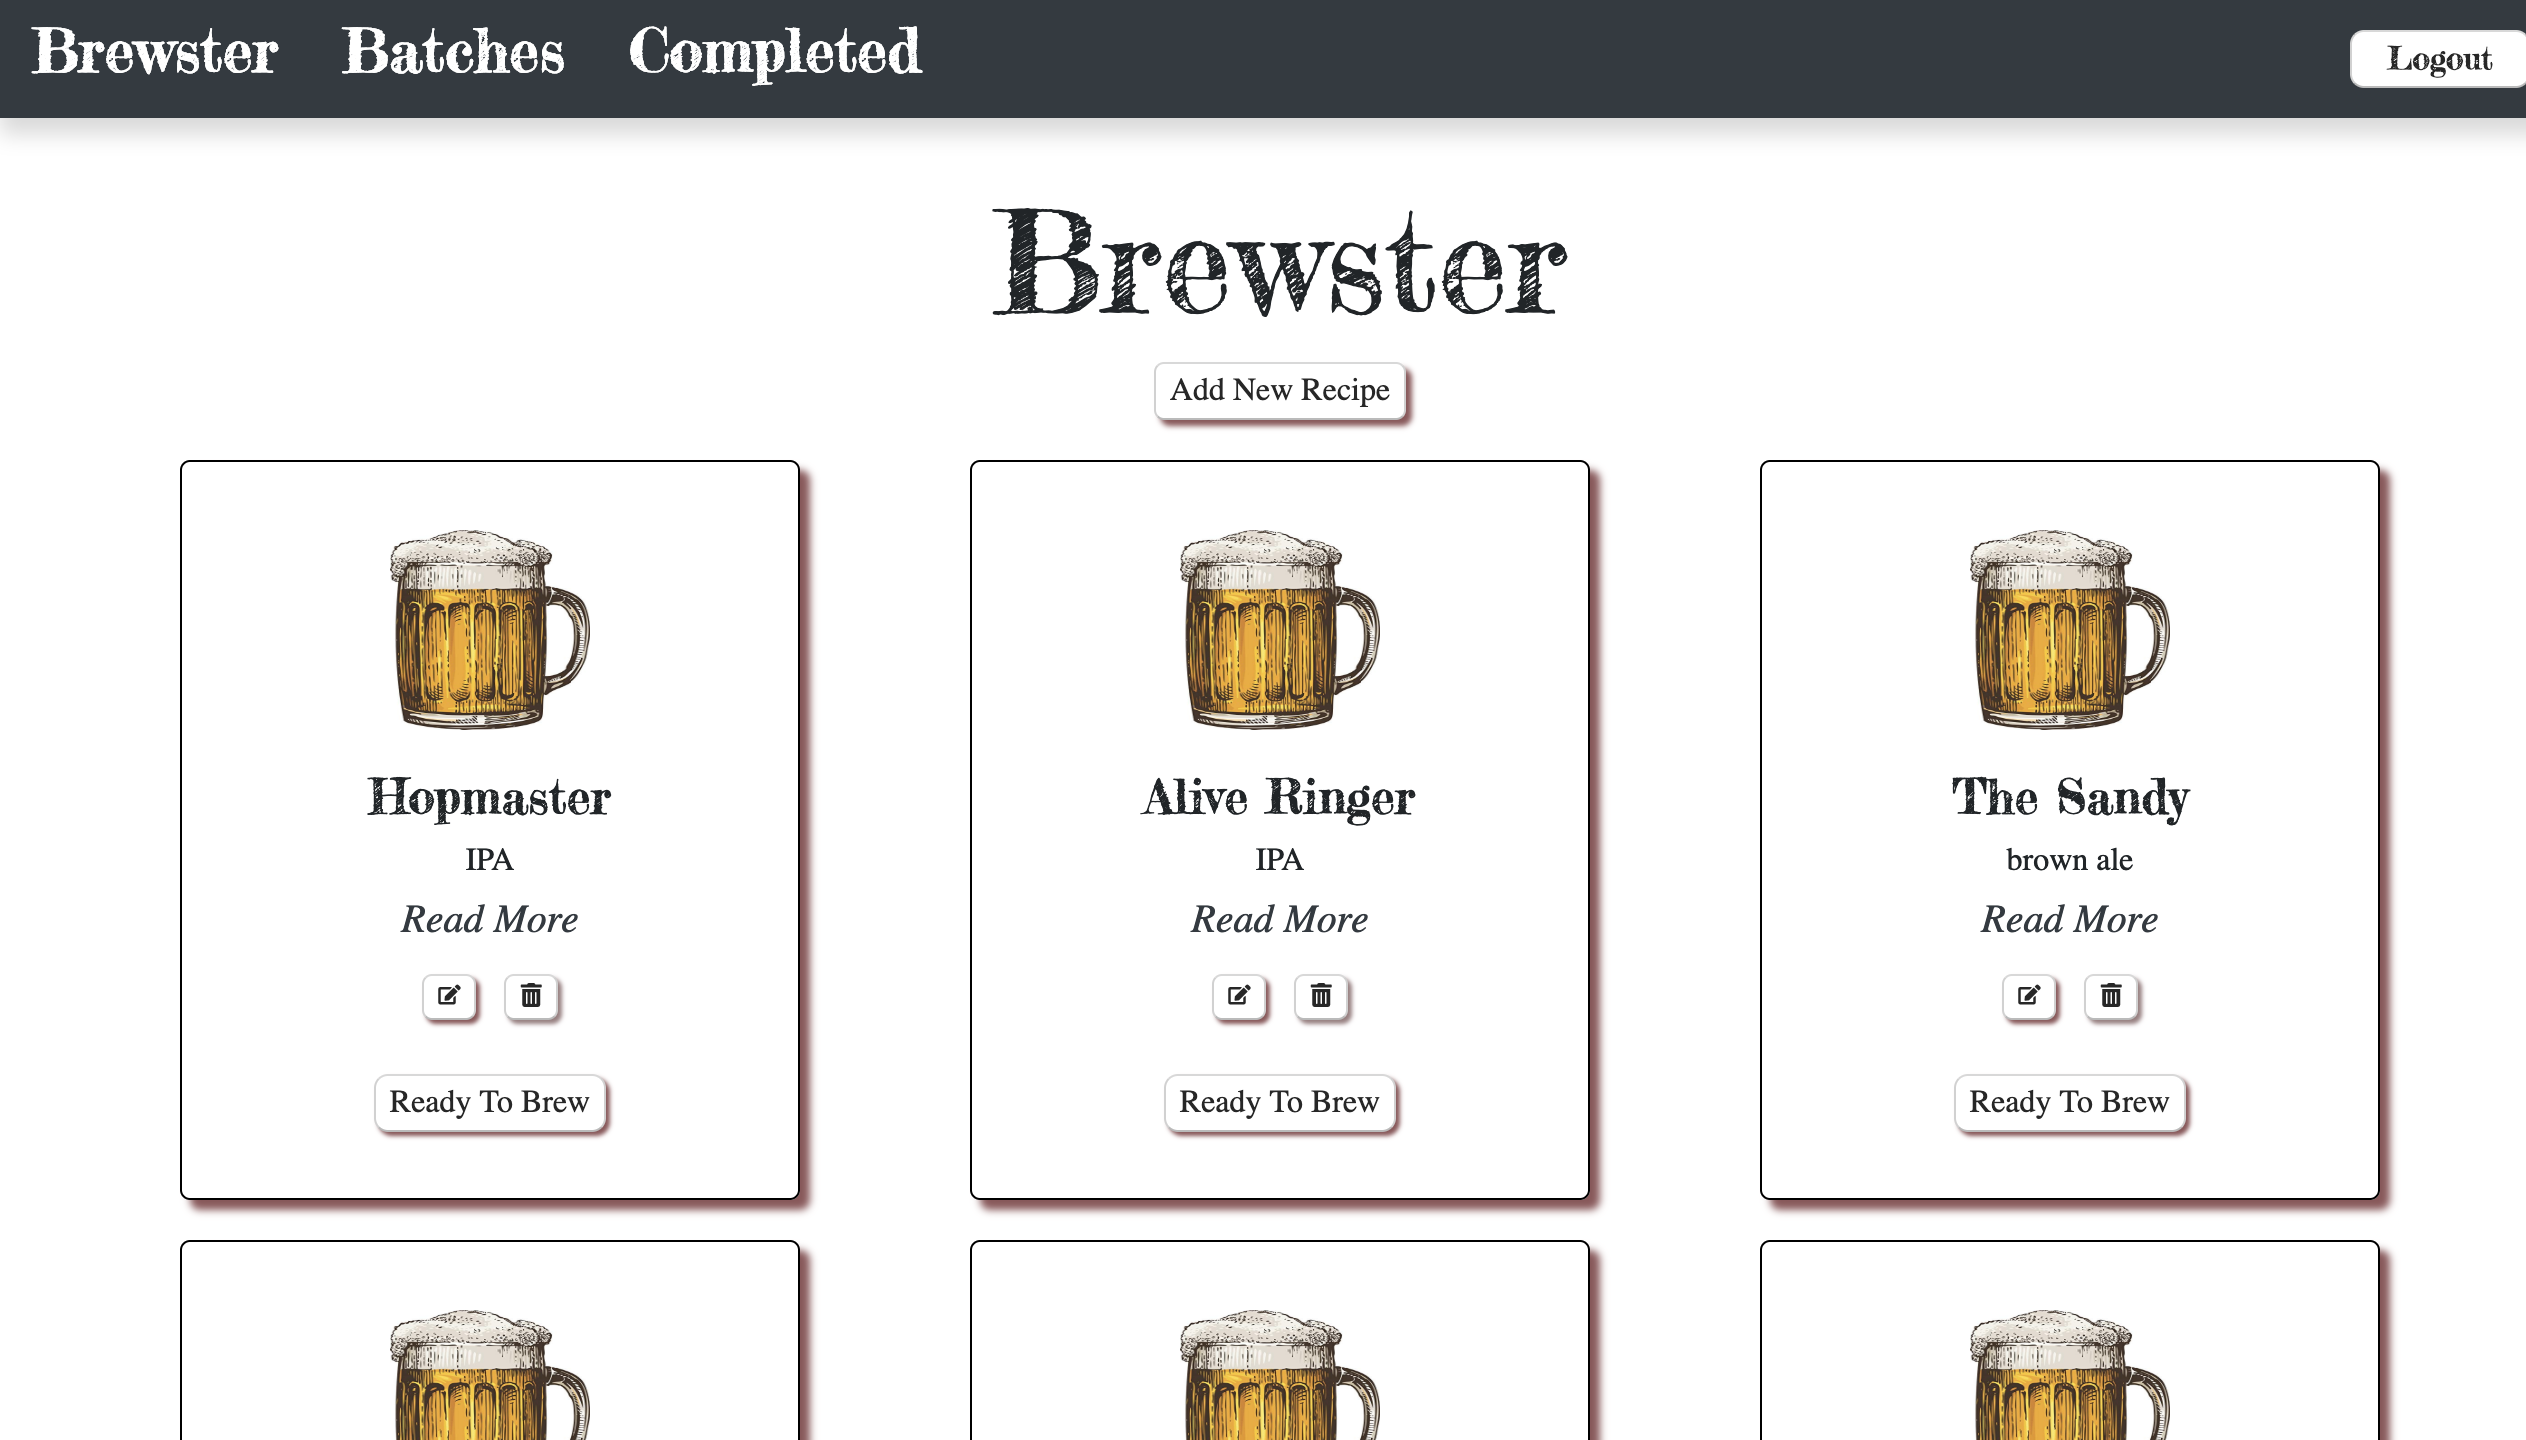 Brewster Batches Completed Logout
Brewster
Add New Recipe
Hopmaster
IPA
Read More
Ready To Brew
Alive Ringer
IPA
Read More
Ready To Brew
The Sandy
brown ale
Read More
Ready To Brew